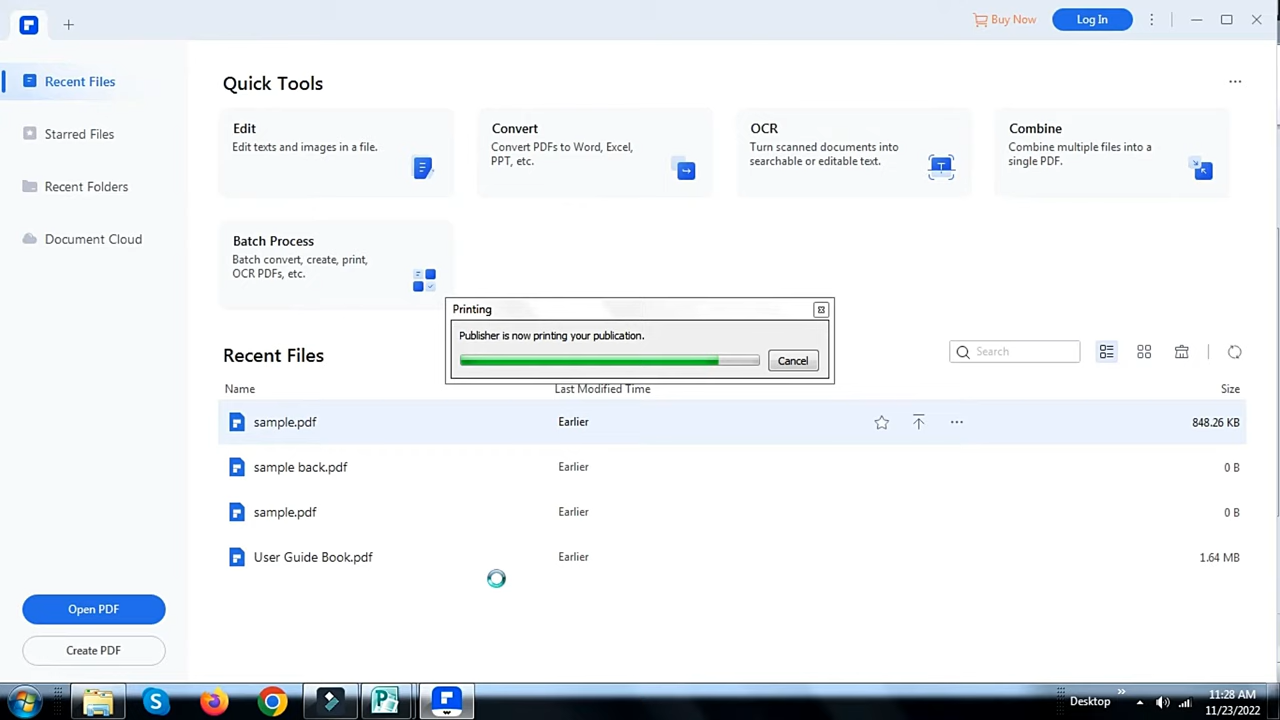 Buy Now
Log In
Recent Files
Starred Files
Recent Folders
Document Cloud
Quick Tools
Edit
Edit texts and images in a file.
Convert
Convert PDFs to Word, Excel,
PPT, etc.
OCR
Turn scanned documents into
searchable or editable text.
Combine
Combine multiple files into a
single PDF.
Batch Process
Batch convert, create, print,
OCR PDFs, etc.
Printing
Publisher is now printing your publication.
Cancel
Recent Files
Search
Name
Last Modified Time
Size
sample.pdf
Earlier
848.26 KB
sample back.pdf
Earlier
0 B
sample.pdf
Earlier
0 B
User Guide Book.pdf
Earlier
1.64 MB
Open PDF
Create PDF
Desktop
11:28 AM
11/23/2022